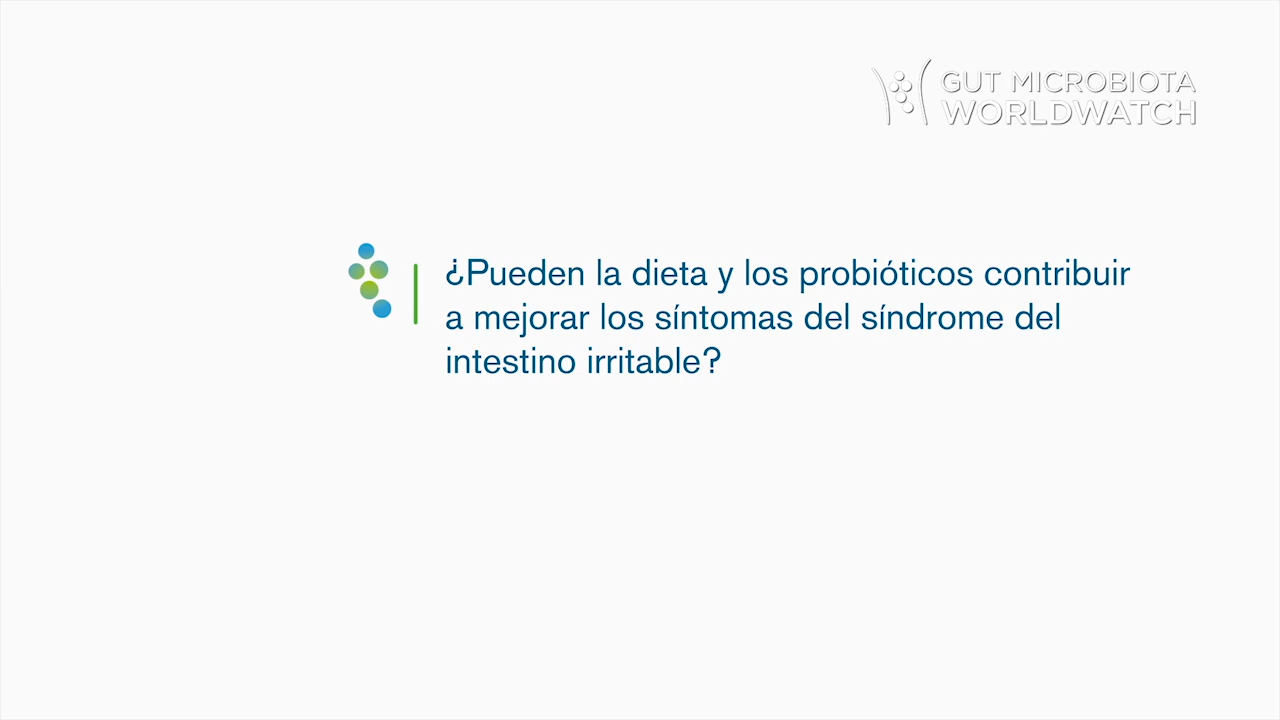 GUT MICROBIOTA
WORLDWATCH
¿Pueden la dieta y los probióticos contribuir
a mejorar los síntomas del síndrome del
intestino irritable?